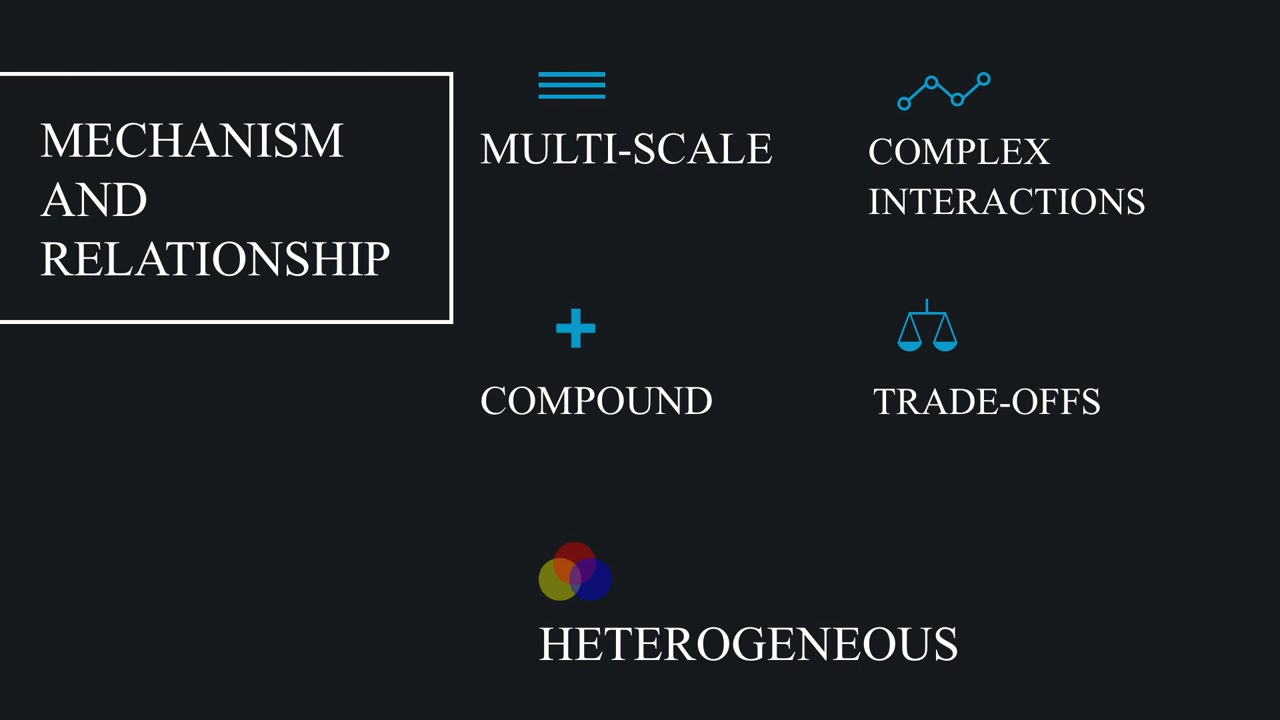 MECHANISM
AND
RELATIONSHIP
MULTI-SCALE
COMPLEX
INTERACTIONS
COMPOUND
TRADE-OFFS
HETEROGENEOUS